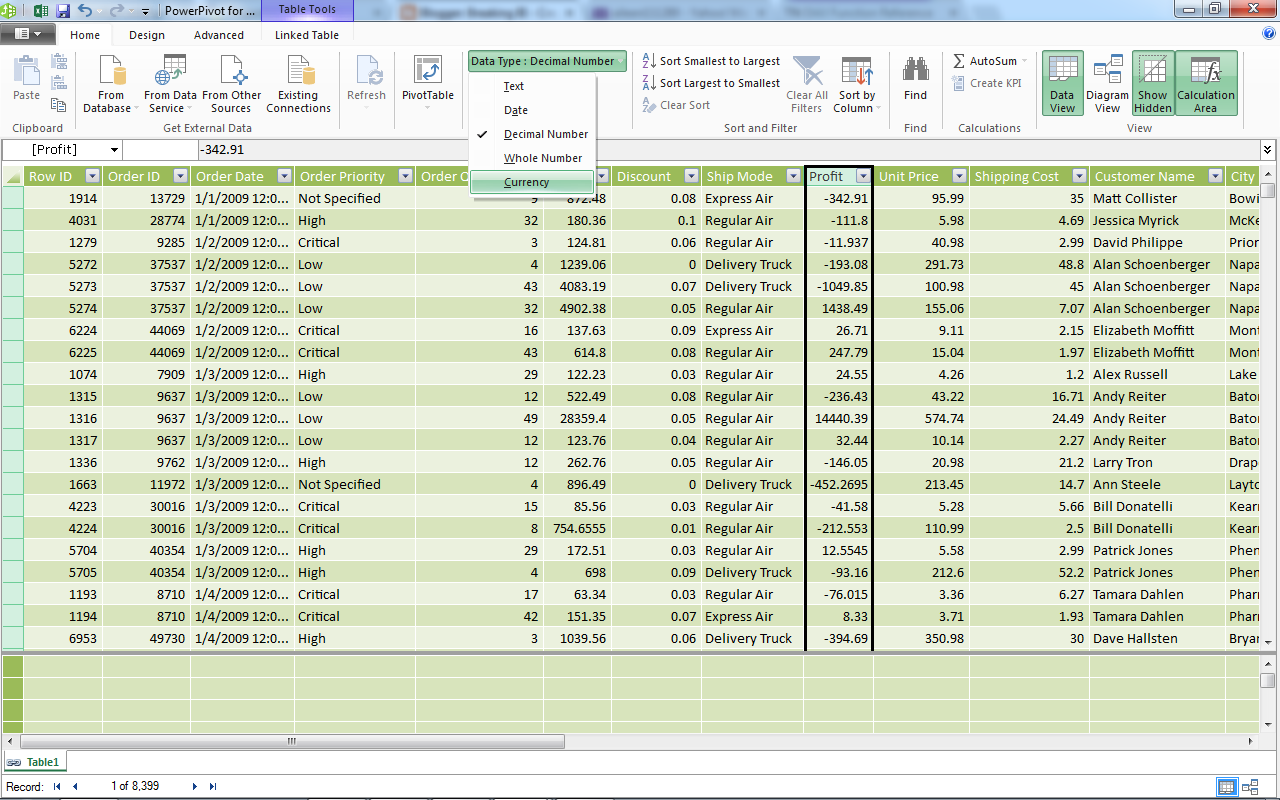 PowerPivot for ... Table Tools
Home Design Advanced Linked Table
Paste
Clipboard
From Database
From Data Service
From Other Sources
Existing Connections
Get External Data
Refresh
PivotTable
Data Type : Decimal Number
Text
Date
Decimal Number
Whole Number
Currency
Sort Smallest to Largest
Sort Largest to Smallest
Clear Sort
Clear All Filters
Sort by Column
Sort and Filter
Find
Find
AutoSum
Create KPI
Calculations
Data View
Diagram View
Show Hidden
Calculation Area
View
[Profit] -342.91
Row ID Order ID Order Date Order Priority Order Discount Ship Mode Profit Unit Price Shipping Cost Customer Name City
1914 13729 1/1/2009 12:0... Not Specified 9 872.48 0.08 Express Air -342.91 95.99 35 Matt Collister Bowi
4031 28774 1/1/2009 12:0... High 32 180.36 0.1 Regular Air -111.8 5.98 4.69 Jessica Myrick McKe
1279 9285 1/2/2009 12:0... Critical 3 124.81 0.06 Regular Air -11.937 40.98 2.99 David Philippe Prior
5272 37537 1/2/2009 12:0... Low 4 1239.06 0 Delivery Truck -193.08 291.73 48.8 Alan Schoenberger Napa
5273 37537 1/2/2009 12:0... Low 43 4083.19 0.07 Delivery Truck -1049.85 100.98 45 Alan Schoenberger Napa
5274 37537 1/2/2009 12:0... Low 32 4902.38 0.05 Regular Air 1438.49 155.06 7.07 Alan Schoenberger Napa
6224 44069 1/2/2009 12:0... Critical 16 137.63 0.09 Express Air 26.71 9.11 2.15 Elizabeth Moffitt Mont
6225 44069 1/2/2009 12:0... Critical 43 614.8 0.08 Regular Air 247.79 15.04 1.97 Elizabeth Moffitt Mont
1074 7909 1/3/2009 12:0... High 29 122.23 0.03 Regular Air 24.55 4.26 1.2 Alex Russell Lake
1315 9637 1/3/2009 12:0... Low 12 522.49 0.08 Regular Air -236.43 43.22 16.71 Andy Reiter Bator
1316 9637 1/3/2009 12:0... Low 49 28359.4 0.05 Regular Air 14440.39 574.74 24.49 Andy Reiter Bator
1317 9637 1/3/2009 12:0... Low 12 123.76 0.04 Regular Air 32.44 10.14 2.27 Andy Reiter Bator
1336 9762 1/3/2009 12:0... High 12 262.76 0.05 Regular Air -146.05 20.98 21.2 Larry Tron Drap
1663 11972 1/3/2009 12:0... Not Specified 4 896.49 0 Delivery Truck -452.2695 213.45 14.7 Ann Steele Layto
4223 30016 1/3/2009 12:0... Critical 15 85.56 0.03 Regular Air -41.58 5.28 5.66 Bill Donatelli Kearr
4224 30016 1/3/2009 12:0... Critical 8 754.6555 0.01 Regular Air -212.553 110.99 2.5 Bill Donatelli Kearr
5704 40354 1/3/2009 12:0... High 29 172.51 0.03 Regular Air 12.5545 5.58 2.99 Patrick Jones Phen
5705 40354 1/3/2009 12:0... High 4 698 0.09 Delivery Truck -93.16 212.6 52.2 Patrick Jones Phen
1193 8710 1/4/2009 12:0... Critical 17 63.34 0.03 Regular Air -76.015 3.36 6.27 Tamara Dahlen Phar
1194 8710 1/4/2009 12:0... Critical 42 151.35 0.07 Express Air 8.33 3.71 1.93 Tamara Dahlen Phar
6953 49730 1/4/2009 12:0... High 3 1039.56 0.06 Delivery Truck -394.69 350.98 30 Dave Hallsten Bryar
Table1
Record: 1 of 8,399